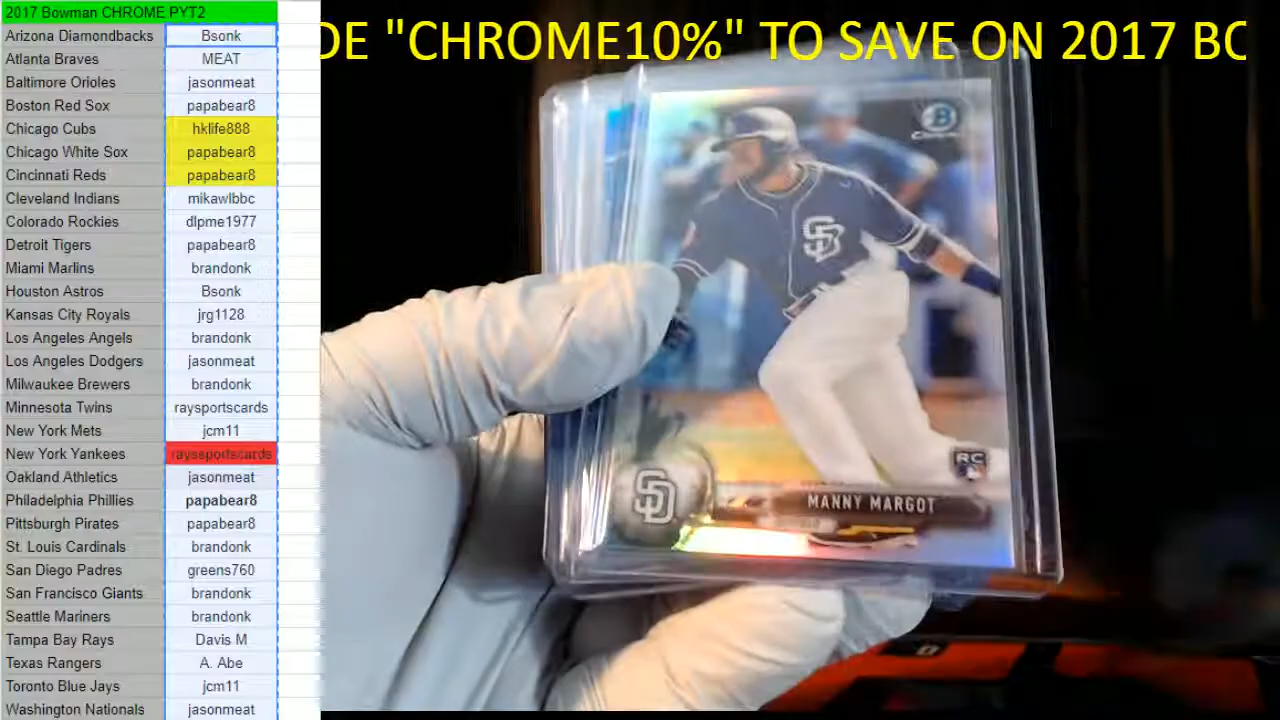 2017 Bowman CHROME PYT2
DE "CHROME10%" TO SAVE ON 2017 BO
Arizona Diamondbacks Bsonk
Atlanta Braves MEAT
Baltimore Orioles jasonmeat
Boston Red Sox papabear8
Chicago Cubs hklife888
Chicago White Sox papabear8
Cincinnati Reds papabear8
Cleveland Indians mikawlbbc
Colorado Rockies dlpme1977
Detroit Tigers papabear8
Miami Marlins brandonk
Houston Astros Bsonk
Kansas City Royals jrg1128
Los Angeles Angels brandonk
Los Angeles Dodgers jasonmeat
Milwaukee Brewers brandonk
Minnesota Twins raysportscards
New York Mets jcm11
New York Yankees rayssportscards
Oakland Athletics jasonmeat
Philadelphia Phillies papabear8
Pittsburgh Pirates papabear8
St. Louis Cardinals brandonk
San Diego Padres greens760
San Francisco Giants brandonk
Seattle Mariners brandonk
Tampa Bay Rays Davis M
Texas Rangers A. Abe
Toronto Blue Jays jcm11
Washington Nationals jasonmeat
B
Chrome
SD
RC
SD
MANNY MARGOT